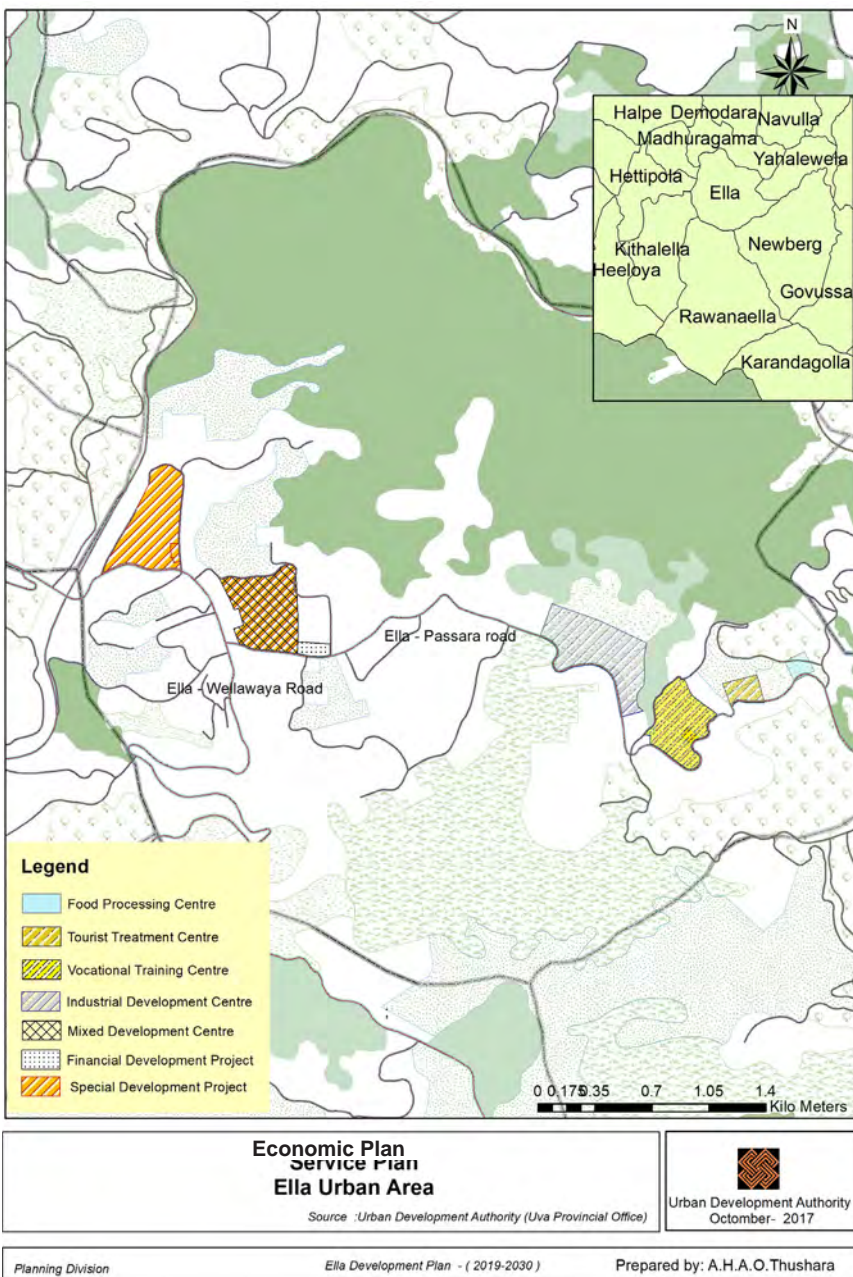 N
Halpe Demodara
Navulla
Madhuragama
Yahalewela
Hettipola
Ella
Kithalella
Newberg
Heeloya
Govussa
Rawanaella
Karandagolla
Ella - Passara road
Ella - Wellawaya Road
Legend
Food Processing Centre
Tourist Treatment Centre
Vocational Training Centre
Industrial Development Centre
Mixed Development Centre
Financial Development Project
Special Development Project
0 0.175 0.35 0.7 1.05 1.4
Kilo Meters
Economic Plan
Service Plan
Ella Urban Area
Source :Urban Development Authority (Uva Provincial Office)
Urban Development Authority
Octomber- 2017
Planning Division
Ella Development Plan - ( 2019-2030 )
Prepared by: A.H.A.O.Thushara